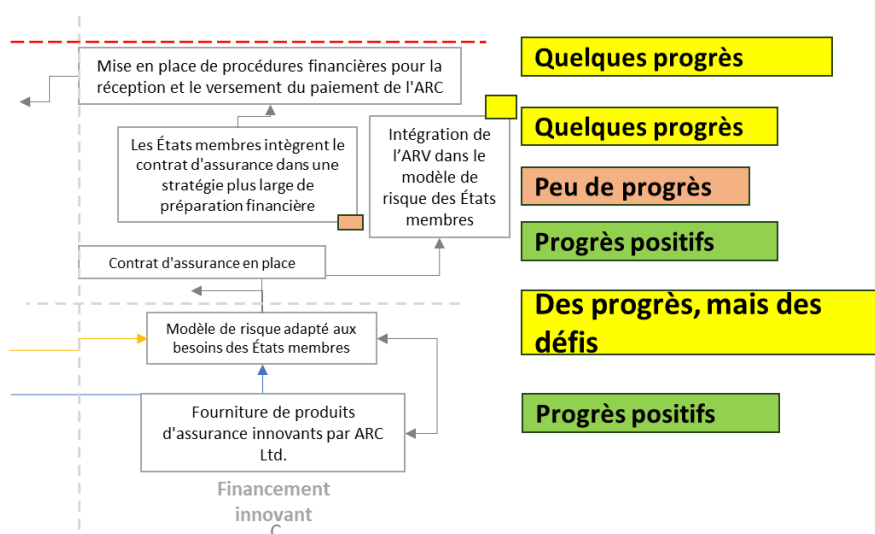 Mise en place de procédures financières pour la
réception et le versement du paiement de l'ARC
Quelques progrès
Les États membres intègrent le
contrat d'assurance dans une
stratégie plus large de
préparation financière
Intégration de
l’ARV dans le
modèle de
risque des États
membres
Quelques progrès
Peu de progrès
Contrat d'assurance en place
Progrès positifs
Modèle de risque adapté aux
besoins des États membres
Des progrès, mais des
défis
Fourniture de produits
d'assurance innovants par ARC
Ltd.
Progrès positifs
Financement
innovant